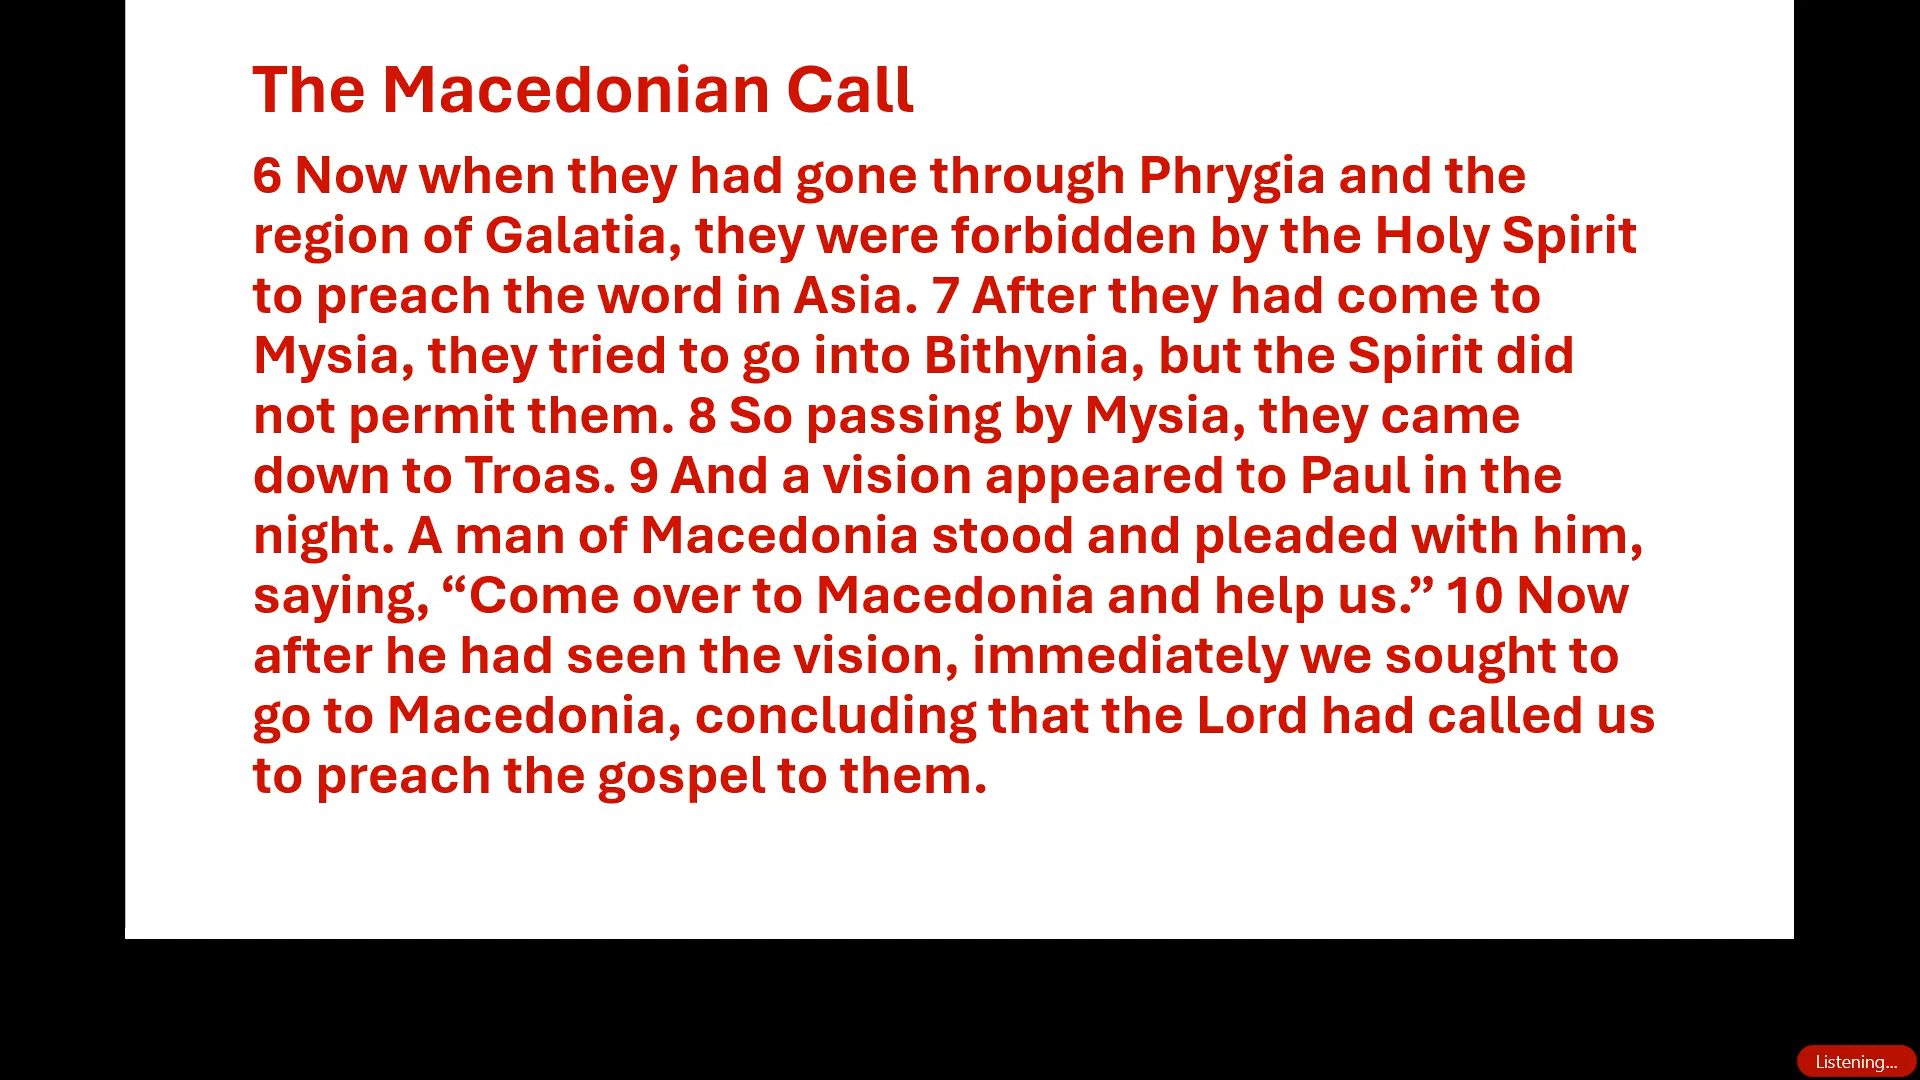 The Macedonian Call
6 Now when they had gone through Phrygia and the
region of Galatia, they were forbidden by the Holy Spirit
to preach the word in Asia. 7 After they had come to
Mysia, they tried to go into Bithynia, but the Spirit did
not permit them. 8 So passing by Mysia, they came
down to Troas. 9 And a vision appeared to Paul in the
night. A man of Macedonia stood and pleaded with him,
saying, “Come over to Macedonia and help us.” 10 Now
after he had seen the vision, immediately we sought to
go to Macedonia, concluding that the Lord had called us
to preach the gospel to them.
Listening...